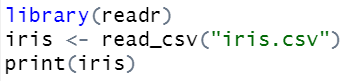 library(readr)
iris <- read_csv("iris.csv")
print(iris)